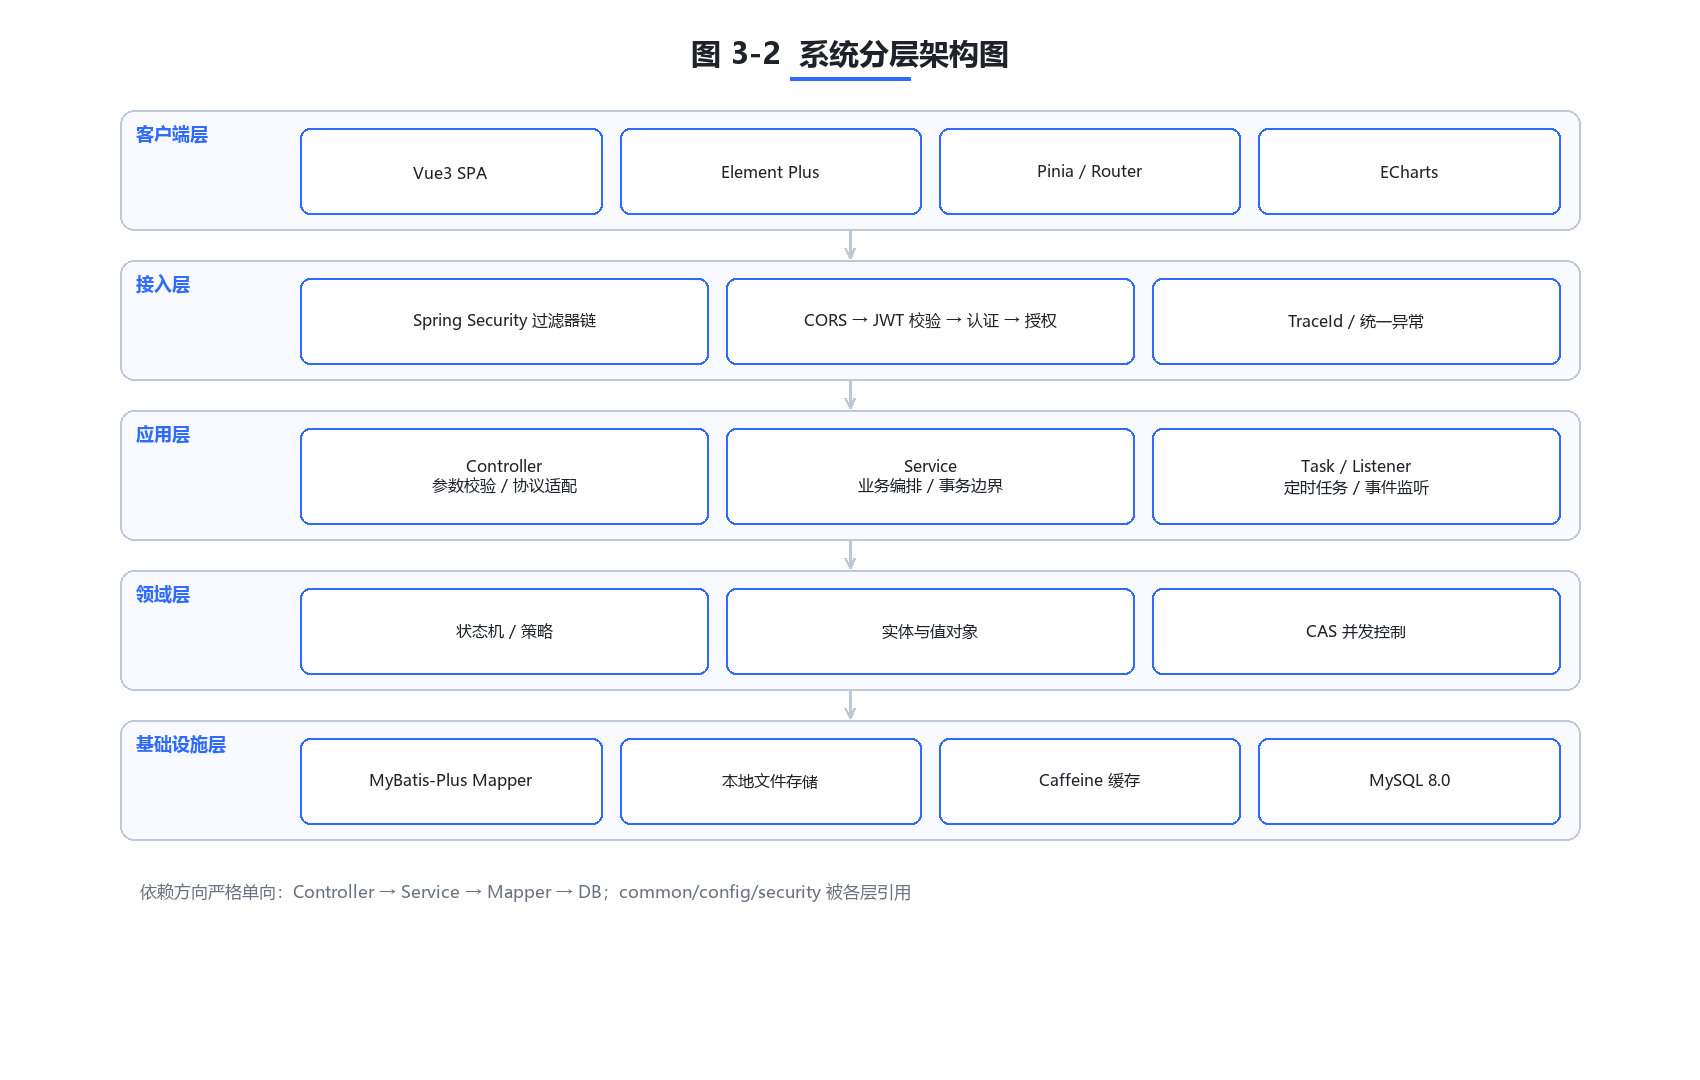 图 3-2 系统分层架构图
客户端层
Vue3 SPA
Element Plus
Pinia / Router
ECharts
接入层
Spring Security 过滤器链
CORS → JWT 校验 → 认证 → 授权
TraceId / 统一异常
应用层
Controller
参数校验 / 协议适配
Service
业务编排 / 事务边界
Task / Listener
定时任务 / 事件监听
领域层
状态机 / 策略
实体与值对象
CAS 并发控制
基础设施层
MyBatis-Plus Mapper
本地文件存储
Caffeine 缓存
MySQL 8.0
依赖方向严格单向：Controller → Service → Mapper → DB；common/config/security 被各层引用